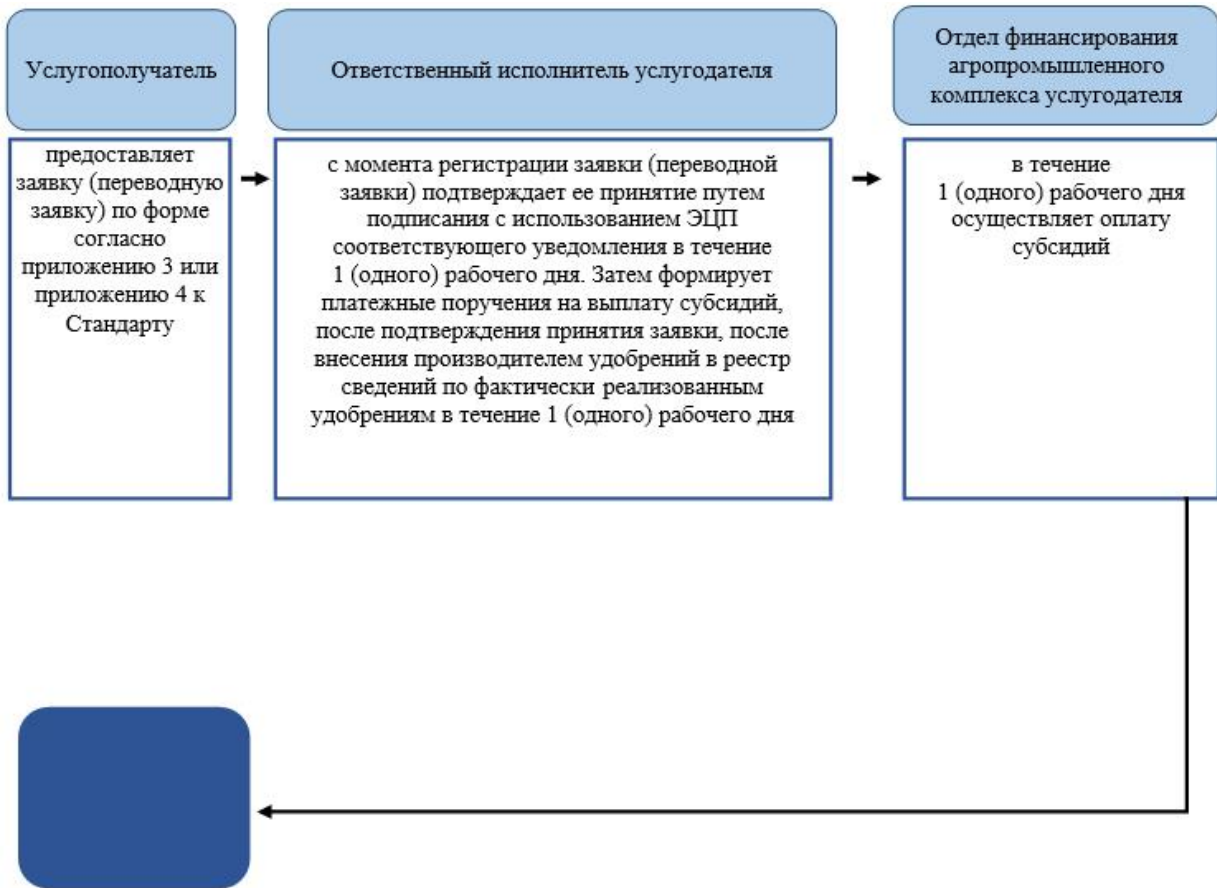 Услугополучатель
Ответственный исполнитель услугодателя
Отдел финансирования
агропромышленного
комплекса услугодателя
предоставляет
заявку (переводную
заявку) по форме
согласно
приложению 3 или
приложению 4 к
Стандарту
с момента регистрации заявки (переводной
заявки) подтверждает ее принятие путем
подписания с использованием ЭЦП
соответствующего уведомления в течение
1 (одного) рабочего дня. Затем формирует
платежные поручения на выплату субсидий,
после подтверждения принятия заявки, после
внесения производителем удобрений в реестр
сведений по фактически реализованным
удобрениям в течение 1 (одного) рабочего дня
в течение
1 (одного) рабочего дня
осуществляет оплату
субсидий